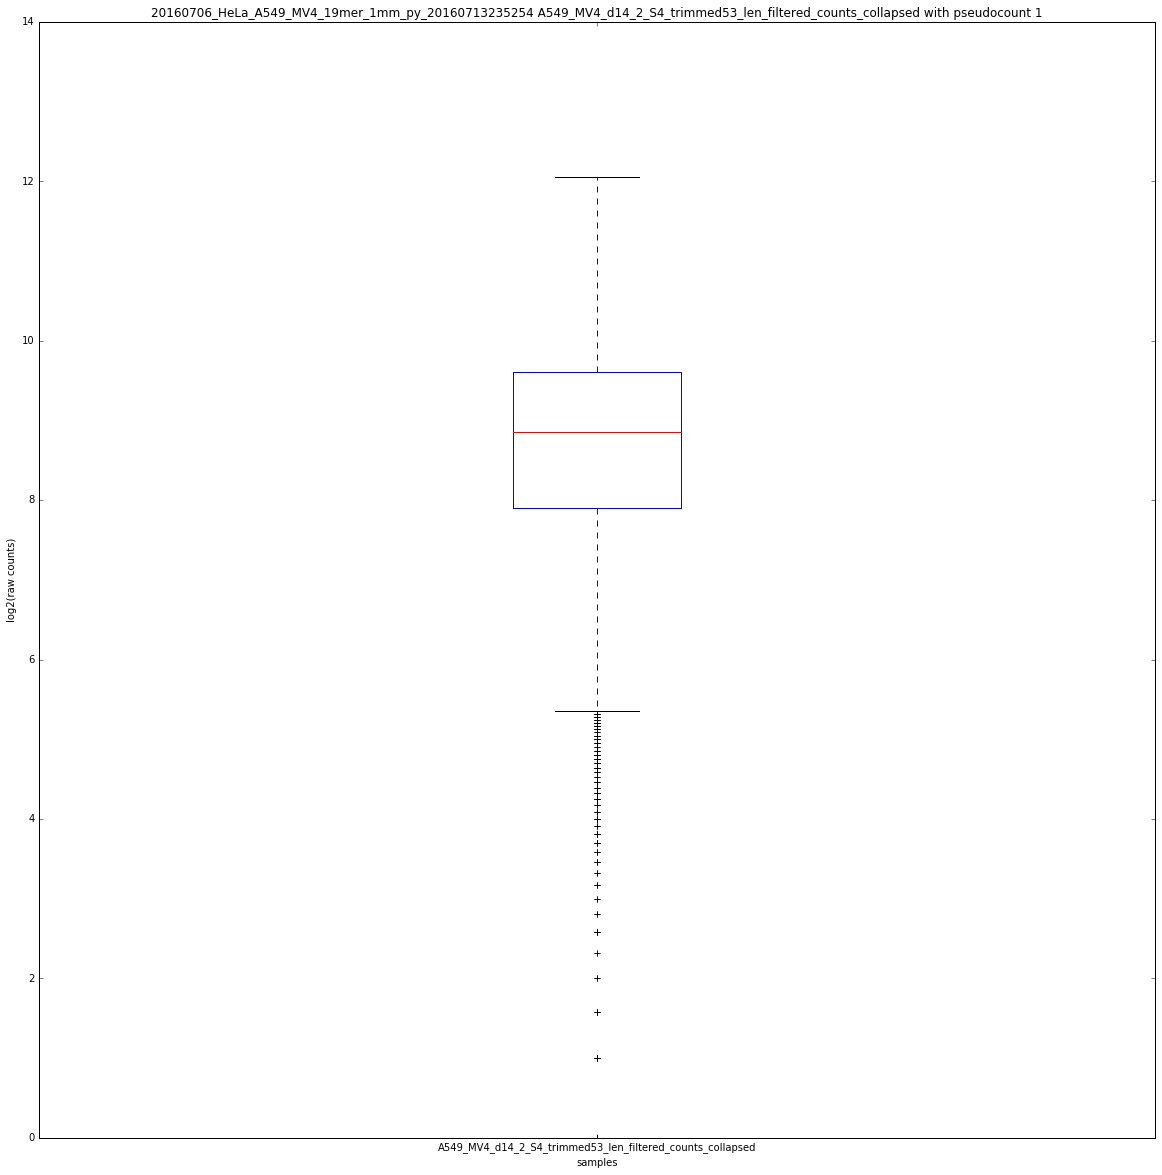 20160706_HeLa_A549_MV4_19mer_1mm_py_20160713235254 A549_MV4_d14_2_S4_trimmed53_len_filtered_counts_collapsed with pseudocount 1
14
12
10
8
log2(raw counts)
6
4
2
0
A549_MV4_d14_2_S4_trimmed53_len_filtered_counts_collapsed
samples